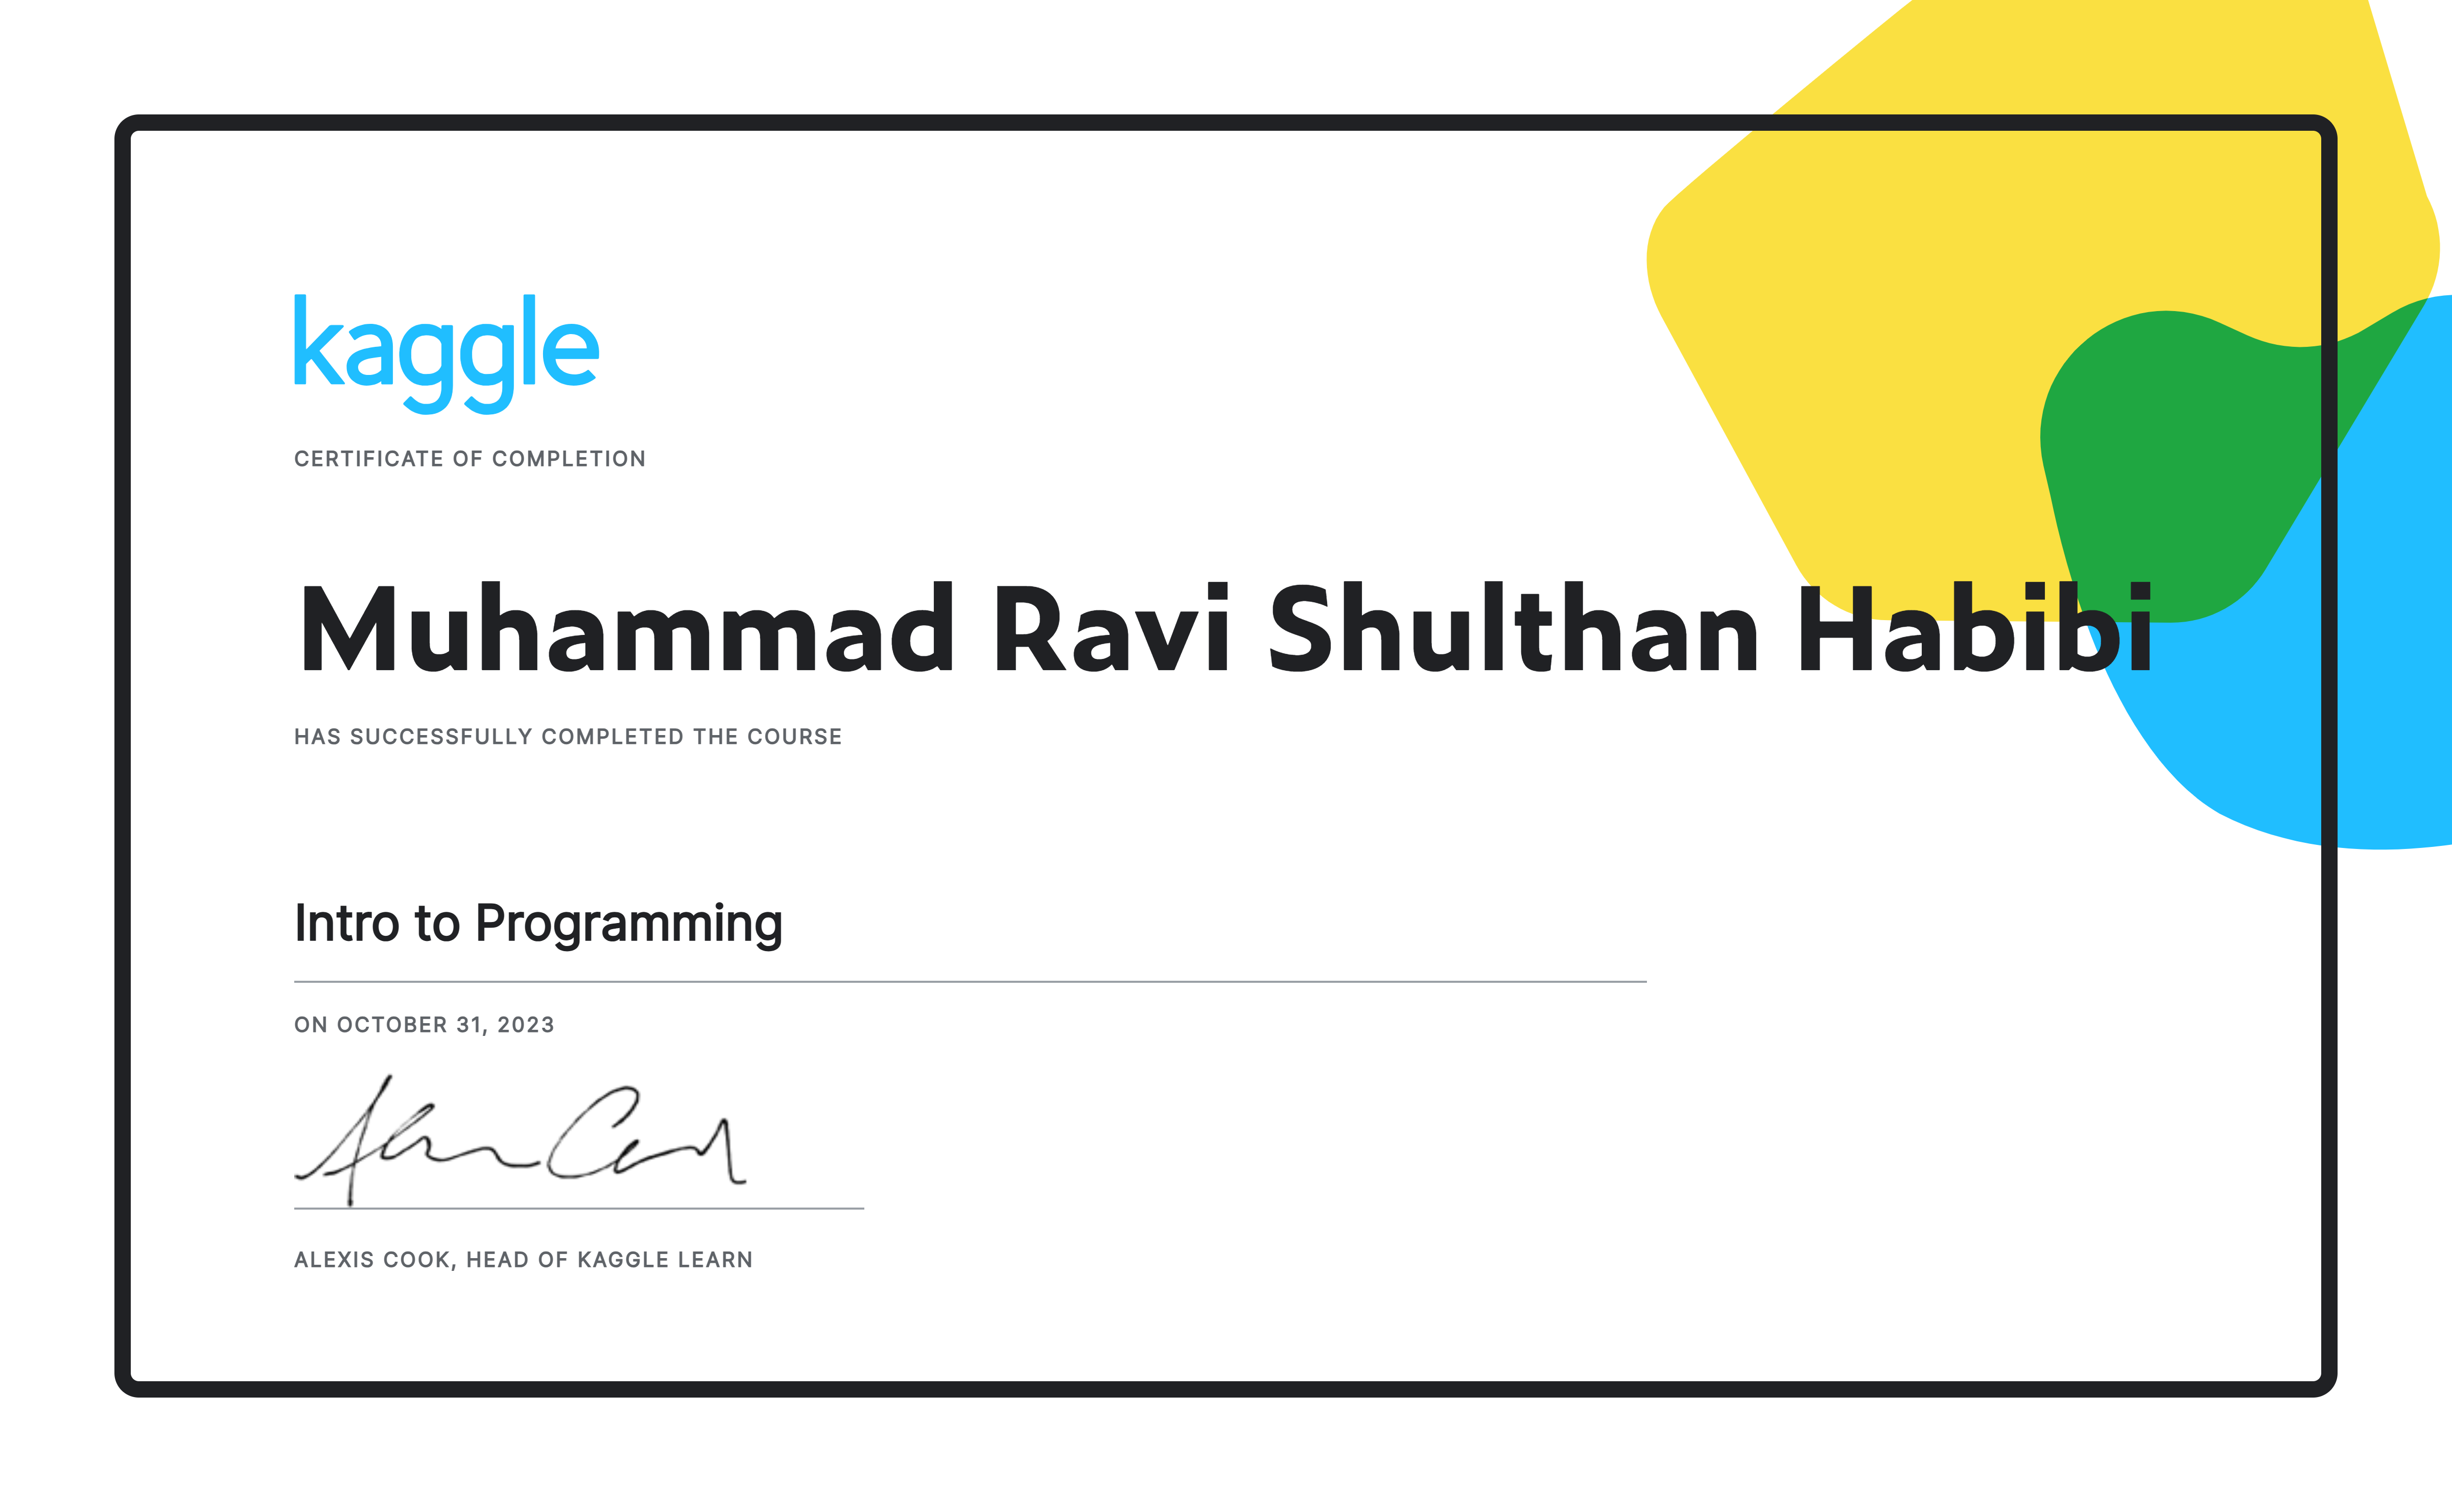 kaggle
CERTIFICATE OF COMPLETION
Muhammad Ravi Shulthan Habibi
HAS SUCCESSFULLY COMPLETED THE COURSE
Intro to Programming
ON OCTOBER 31, 2023
ALEXIS COOK, HEAD OF KAGGLE LEARN